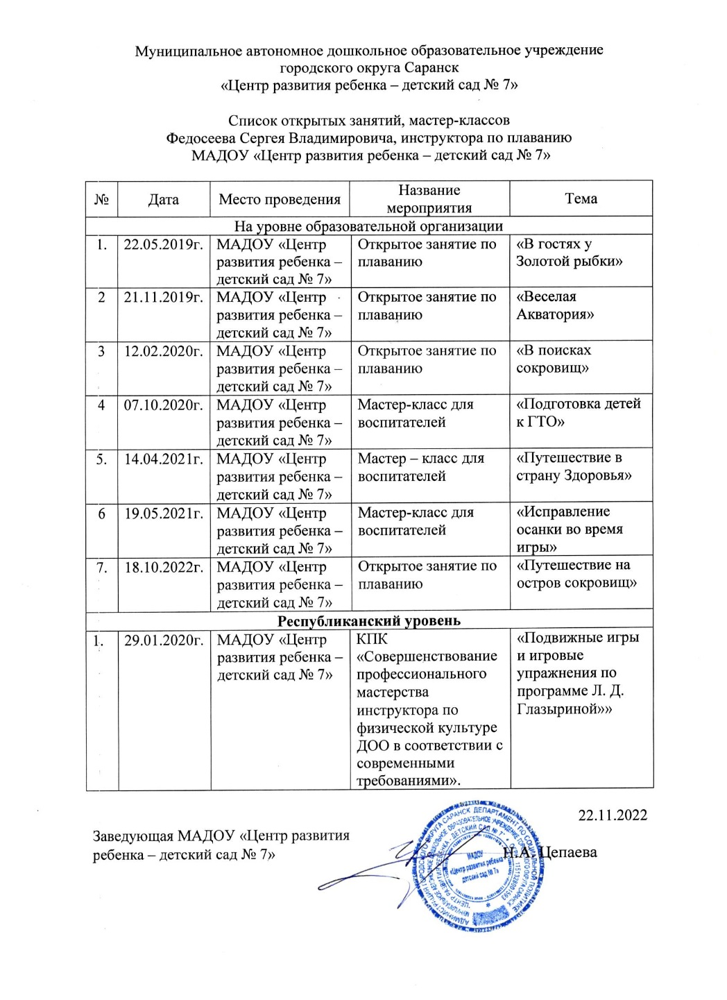 Муниципальное автономное дошкольное образовательное учреждение
городского округа Саранск
«Центр развития ребенка – детский сад № 7»
Список открытых занятий, мастер-классов
Федосеева Сергея Владимировича, инструктора по плаванию
МАДОУ «Центр развития ребенка – детский сад № 7»
№ Дата Место проведения Название
мероприятия Тема
На уровне образовательной организации
1. 22.05.2019г. МАДОУ «Центр Открытое занятие по «В гостях у
развития ребенка – плаванию Золотой рыбки»
детский сад № 7»
2 21.11.2019г. МАДОУ «Центр Открытое занятие по «Веселая
развития ребенка – плаванию Акватория»
детский сад № 7»
3 12.02.2020г. МАДОУ «Центр Открытое занятие по «В поисках
развития ребенка – плаванию сокровищ»
детский сад № 7»
4 07.10.2020г. МАДОУ «Центр Мастер-класс для «Подготовка детей
развития ребенка – воспитателей к ГТО»
детский сад № 7»
5. 14.04.2021г. МАДОУ «Центр Мастер – класс для «Путешествие в
развития ребенка – воспитателей страну Здоровья»
детский сад № 7»
6 19.05.2021г. МАДОУ «Центр Мастер-класс для «Исправление
развития ребенка – воспитателей осанки во время
детский сад № 7» игры»
7. 18.10.2022г. МАДОУ «Центр Открытое занятие по «Путешествие на
развития ребенка – плаванию остров сокровищ»
детский сад № 7»
Республиканский уровень
1. 29.01.2020г. МАДОУ «Центр КПК «Подвижные игры
развития ребенка – «Совершенствование и игровые
детский сад № 7» профессионального упражнения по
мастерства программе Л. Д.
инструктора по Глазыриной»»
физической культуре
ДОО в соответствии с
современными
требованиями».
22.11.2022
Заведующая МАДОУ «Центр развития
ребенка – детский сад № 7» Н.А. Цепаева
МАДОУ
«Центр развития ребенка –
детский сад № 7»